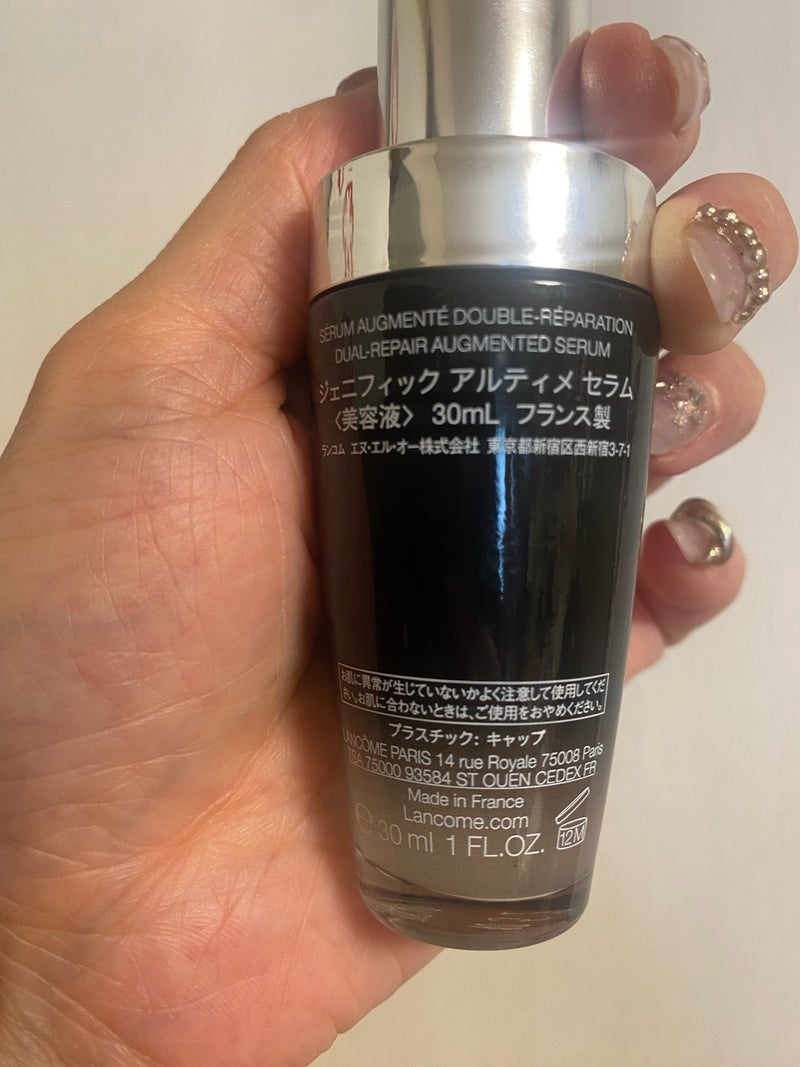 SÉRUM AUGMENTÉ DOUBLE-RÉPARATION
DUAL-REPAIR AUGMENTED SERUM
ジェニフィック アルティメ セラム
〈美容液〉 30mL フランス製
ランコム エヌ・エル・オー株式会社 東京都新宿区西新宿3-7-1
お肌に異常が生じていないかよく注意して使用してくだ
さい。お肌に合わないときは、ご使用をおやめください。
プラスチック: キャップ
LANCÔME PARIS 14 rue Royale 75008 Paris
TSA 75000 93584 ST OUEN CEDEX FR
Made in France
Lancome.com
℮ 30 ml 1 FL.OZ.
12M